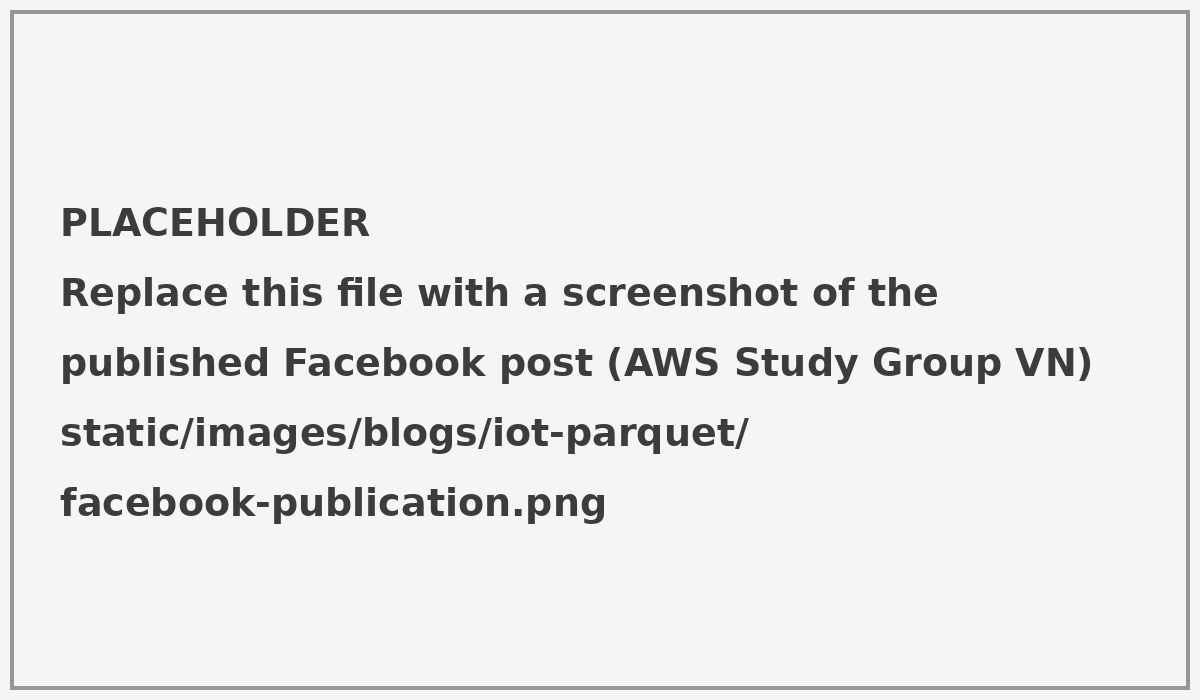 PLACEHOLDER
Replace this file with a screenshot of the
published Facebook post (AWS Study Group VN)
static/images/blogs/iot-parquet/
facebook-publication.png